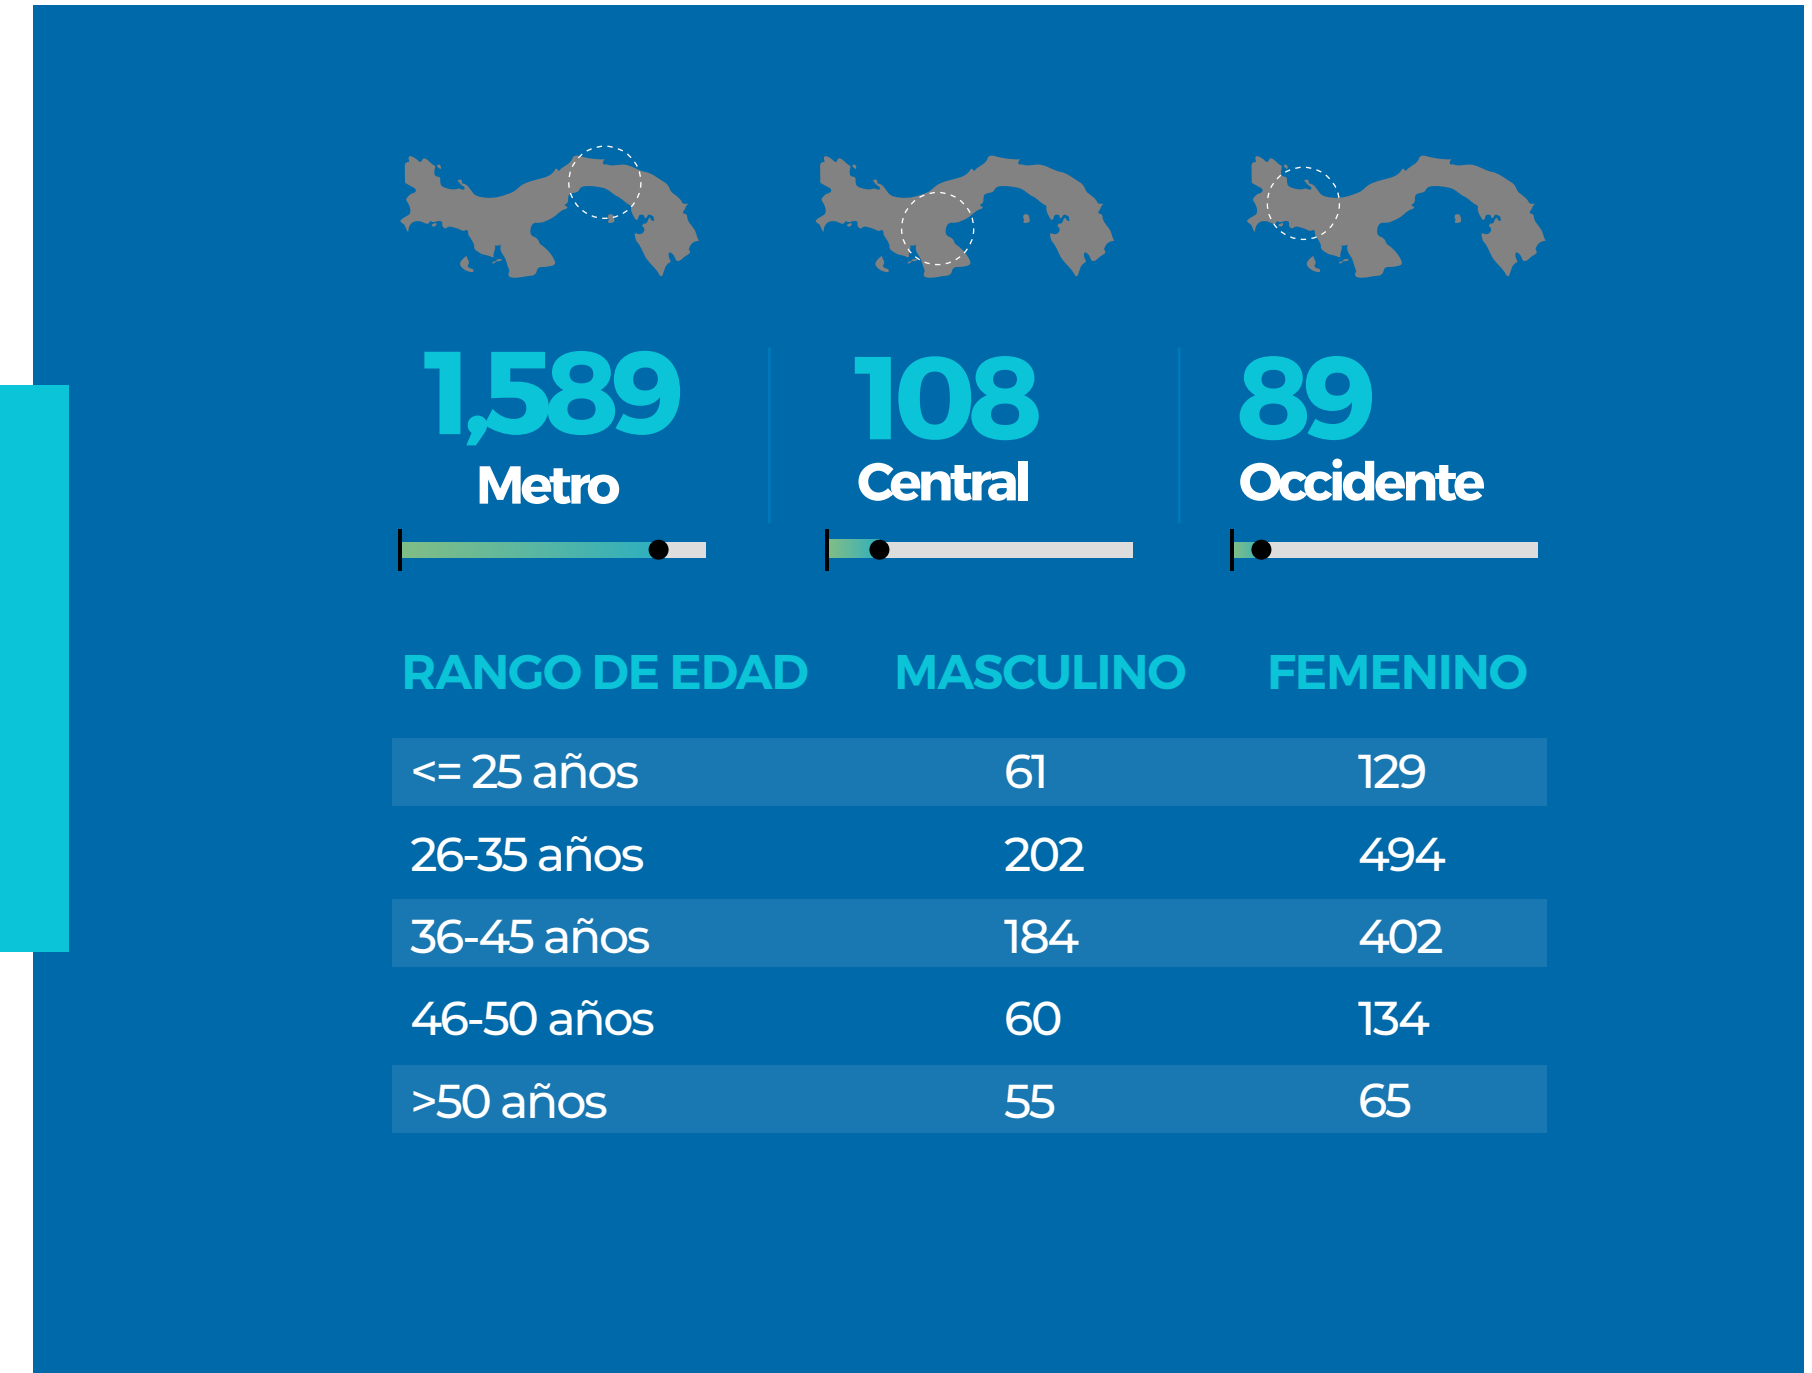 1,589
Metro
108
Central
89
Occidente
RANGO DE EDAD MASCULINO FEMENINO
<= 25 años 61 129
26-35 años 202 494
36-45 años 184 402
46-50 años 60 134
>50 años 55 65